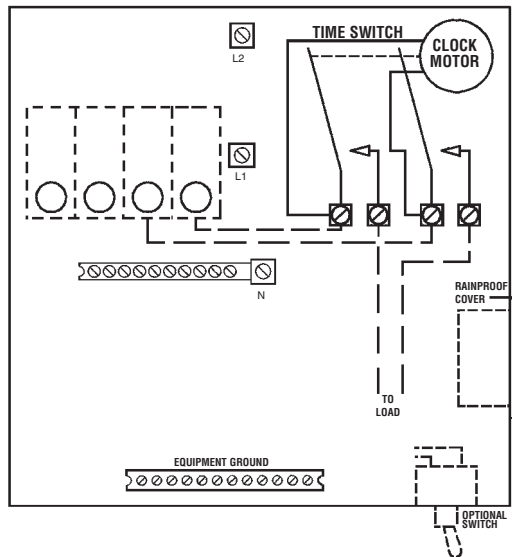 TIME SWITCH
CLOCK
MOTOR
L2
L1
N
RAINPROOF
COVER
TO
LOAD
EQUIPMENT GROUND
OPTIONAL
SWITCH